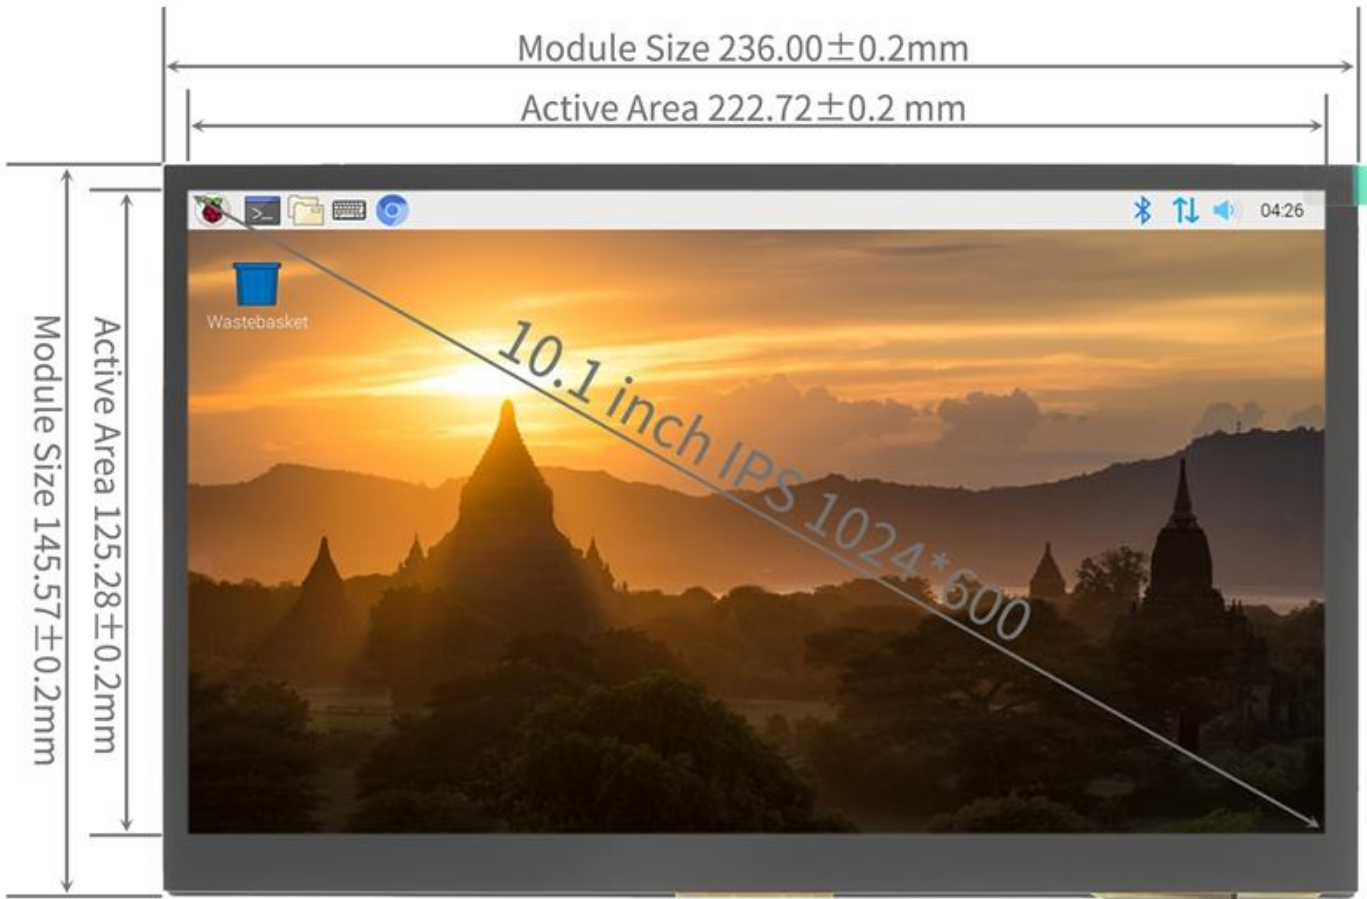 Module Size 236.00±0.2mm
Active Area 222.72±0.2 mm
Module Size 145.57±0.2mm
Active Area 125.28±0.2mm
>_
04:26
Wastebasket
10.1 inch IPS 1024*600